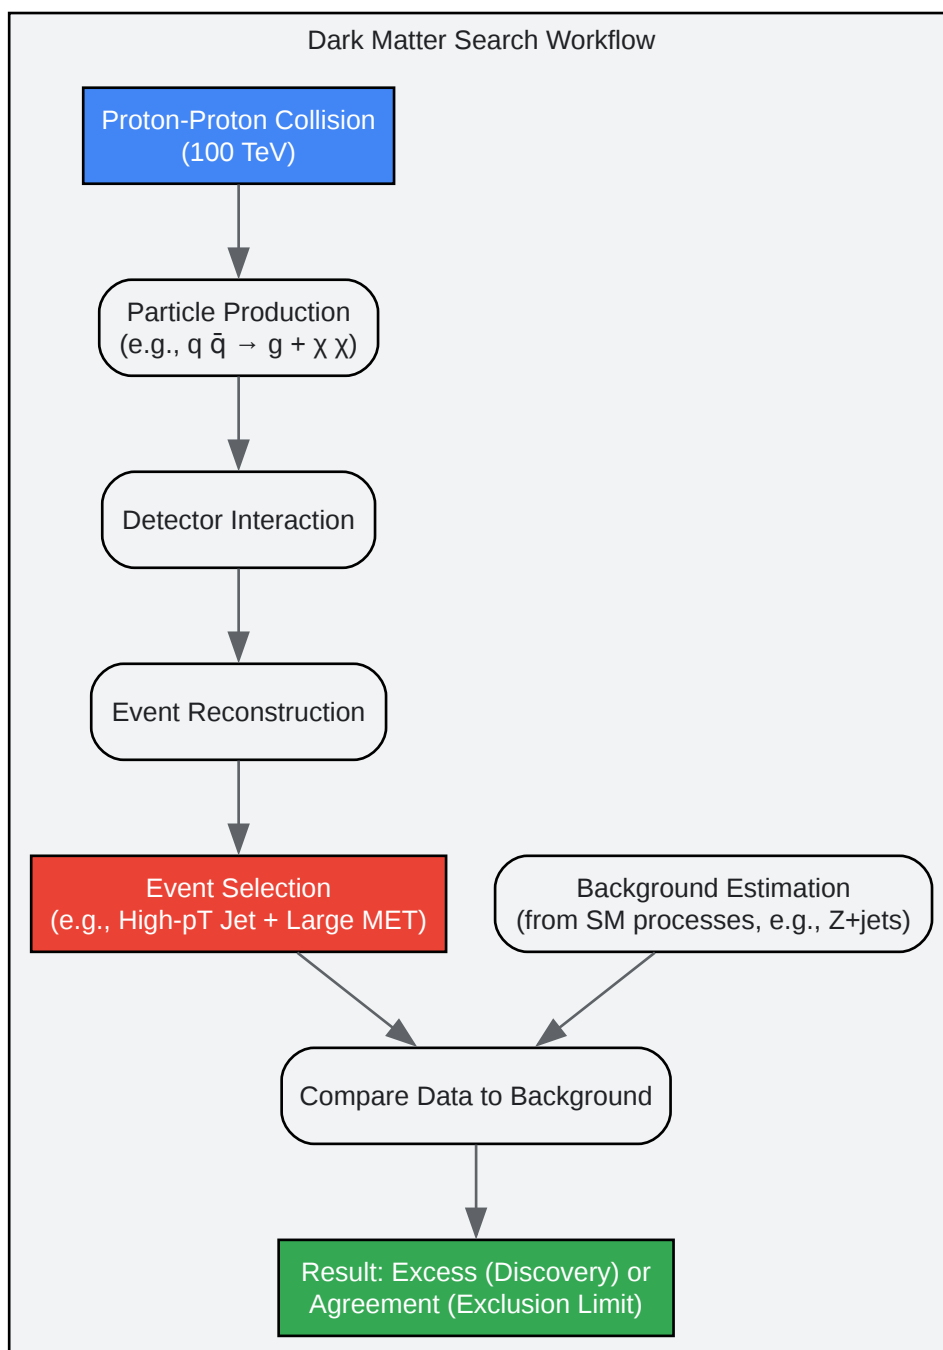 Dark Matter Search Workflow
Proton-Proton Collision
(100 TeV)
Particle Production
(e.g., q q̄ → g + χ χ)
Detector Interaction
Event Reconstruction
Event Selection
(e.g., High-pT Jet + Large MET)
Background Estimation
(from SM processes, e.g., Z+jets)
Compare Data to Background
Result: Excess (Discovery) or
Agreement (Exclusion Limit)